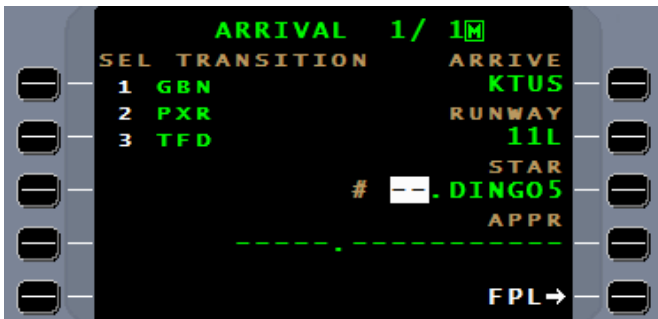 ARRIVAL 1/ 1M
SEL TRANSITION ARRIVE
1 GBN KTUS
2 PXR RUNWAY
3 TFD 11L
STAR
# --.DINGO5
APPR
-----.-----------
FPL→